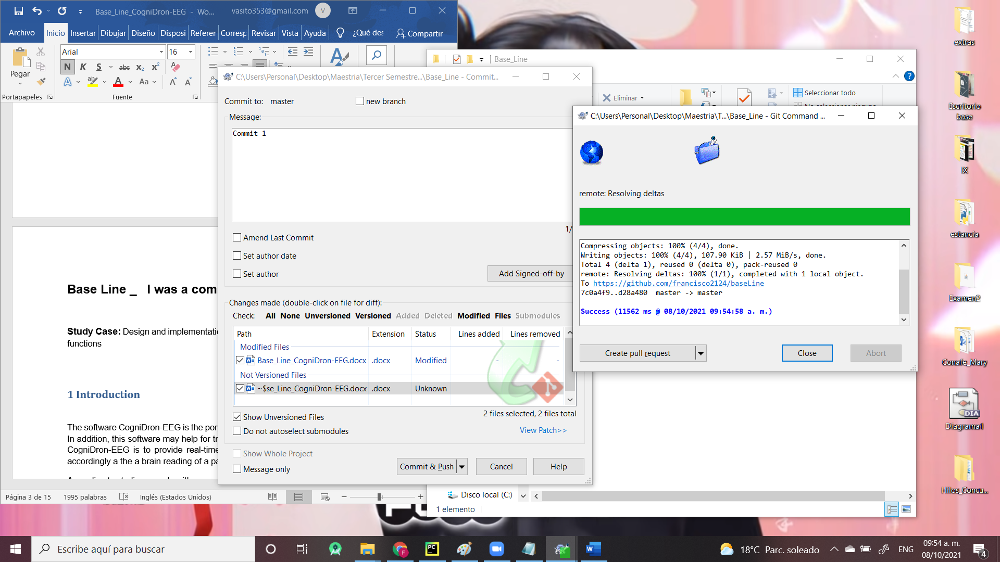 Base_Line_CogniDron-EEG - Wo...
vasito353@gmail.com
V
Archivo
Inicio
Insertar
Dibujar
Diseño
Disposi
Referen
Corresp
Revisar
Vista
Ayuda
¿Qué des
Compartir
Pegar
Portapapeles
Arial
16
N K S abc x₂ x²
A ab A Aa A A
Fuente
Base Line _ I was a com
Study Case: Design and implementatio
functions
1 Introduction
The software CogniDron-EEG is the por
In addition, this software may help for tr
CogniDron-EEG is to provide real-time
accordingly a the a brain reading of a pa
Página 3 de 15
1995 palabras
Inglés (Estados Unidos)
C:\Users\Personal\Desktop\Maestria\Tercer Semestre...\Base_Line - Commit...
Commit to: master
new branch
Message:
Commit 1
1/
Amend Last Commit
Set author date
Set author
Add Signed-off-by
Changes made (double-click on file for diff):
Check: All None Unversioned Versioned Added Deleted Modified Files Submodules
Path Extension Status Lines added Lines removed
Modified Files
Base_Line_CogniDron-EEG.docx .docx Modified - -
Not Versioned Files
~$se_Line_CogniDron-EEG.docx .docx Unknown
Show Unversioned Files
2 files selected, 2 files total
Do not autoselect submodules
View Patch>>
Show Whole Project
Message only
Commit & Push
Cancel
Help
Base_Line
Eliminar
Seleccionar todo
No seleccionar ninguno
Disco local (C:)
1 elemento
C:\Users\Personal\Desktop\Maestria\T...\Base_Line - Git Command ...
remote: Resolving deltas
Compressing objects: 100% (4/4), done.
Writing objects: 100% (4/4), 107.90 KiB | 2.57 MiB/s, done.
Total 4 (delta 1), reused 0 (delta 0), pack-reused 0
remote: Resolving deltas: 100% (1/1), completed with 1 local object.
To https://github.com/francisco2124/baseLine
7c0a4f9..d28a480 master -> master
Success (11562 ms @ 08/10/2021 09:54:58 a. m.)
Create pull request
Close
Abort
extras
Escritorio
base
IX
estancia
Examen2
Conafe_Mary
DIA
Diagrama1
Hilos_Concu...
Escribe aquí para buscar
F
PC
W
18°C Parc. soleado
ENG
09:54 a. m.
08/10/2021
4